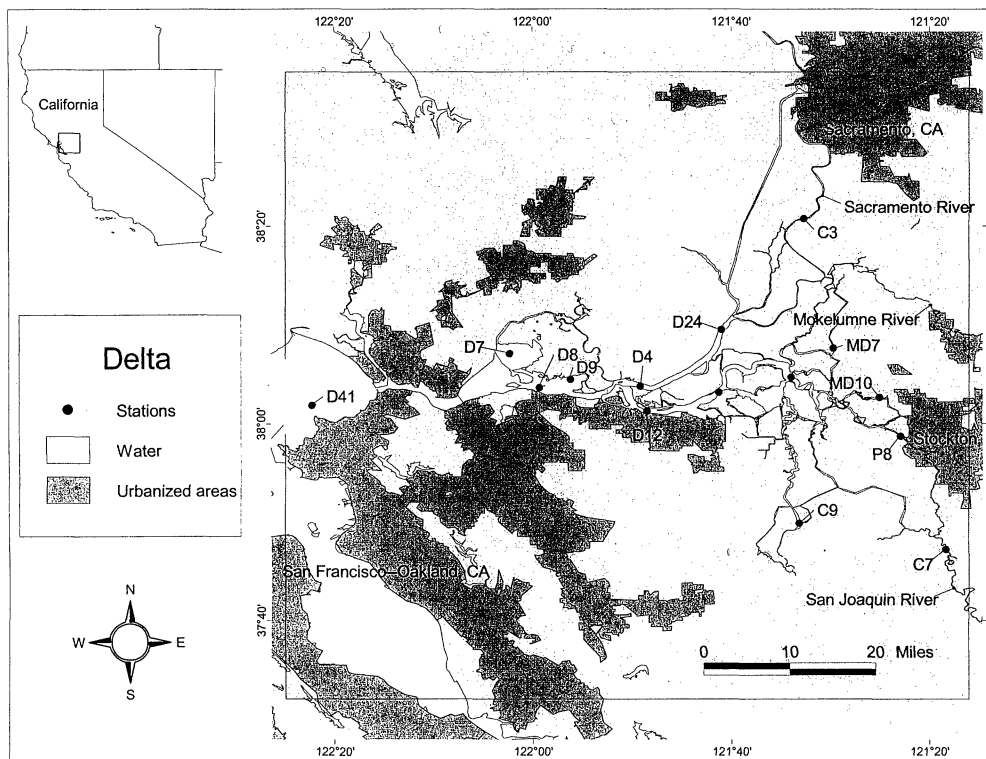 122°20'
122°00'
121°40'
121°20'
California
Sacramento, CA
Sacramento River
38°20'
C3
Mokelumne River
D24
Delta
D7
D8
D4
MD7
D9
Stations
D41
MD10
38°00'
D12
Stockton
Water
P8
Urbanized areas
C9
C7
San Francisco–Oakland, CA
San Joaquin River
N
37°40'
W
E
0 10 20 Miles
S
122°20'
122°00'
121°40'
121°20'